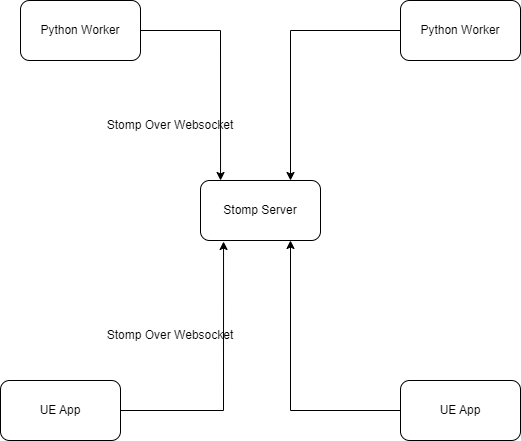 Python Worker
Python Worker
Stomp Over Websocket
Stomp Server
Stomp Over Websocket
UE App
UE App